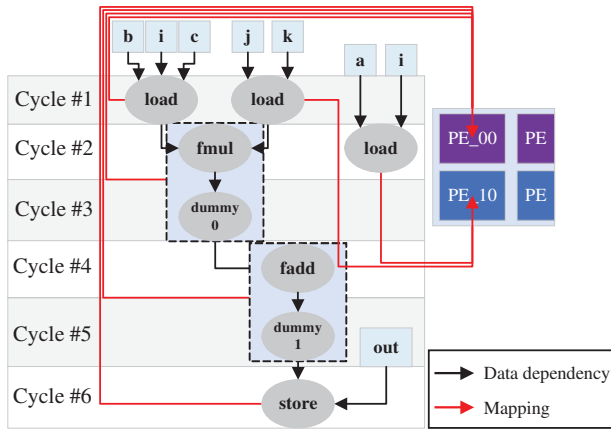 b i c j k
a i
Cycle #1 load load
Cycle #2 fmul load
Cycle #3 dummy
0
Cycle #4 fadd
Cycle #5 dummy
1
out
Cycle #6 store
PE_00 PE
PE_10 PE
Data dependency
Mapping